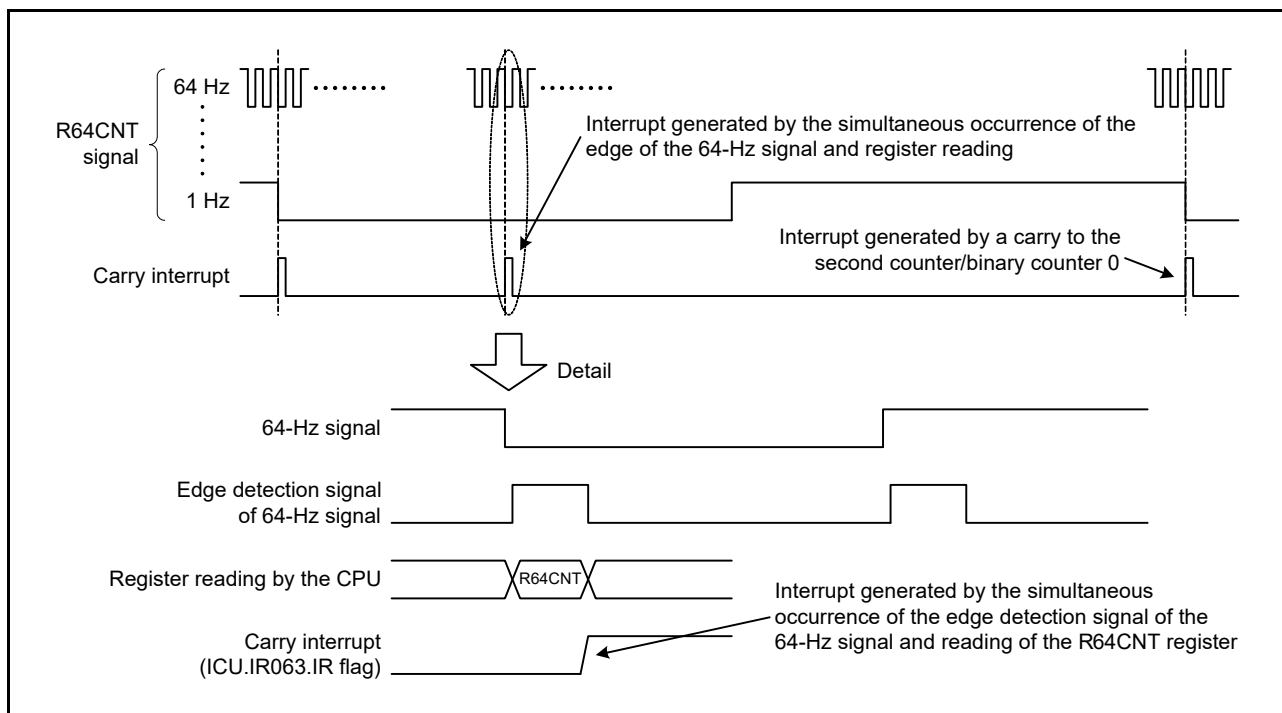 64 Hz
R64CNT
signal
1 Hz
Interrupt generated by the simultaneous occurrence of the
edge of the 64-Hz signal and register reading
Interrupt generated by a carry to the
second counter/binary counter 0
Carry interrupt
Detail
64-Hz signal
Edge detection signal
of 64-Hz signal
Register reading by the CPU
R64CNT
Interrupt generated by the simultaneous
occurrence of the edge detection signal of the
64-Hz signal and reading of the R64CNT register
Carry interrupt
(ICU.IR063.IR flag)